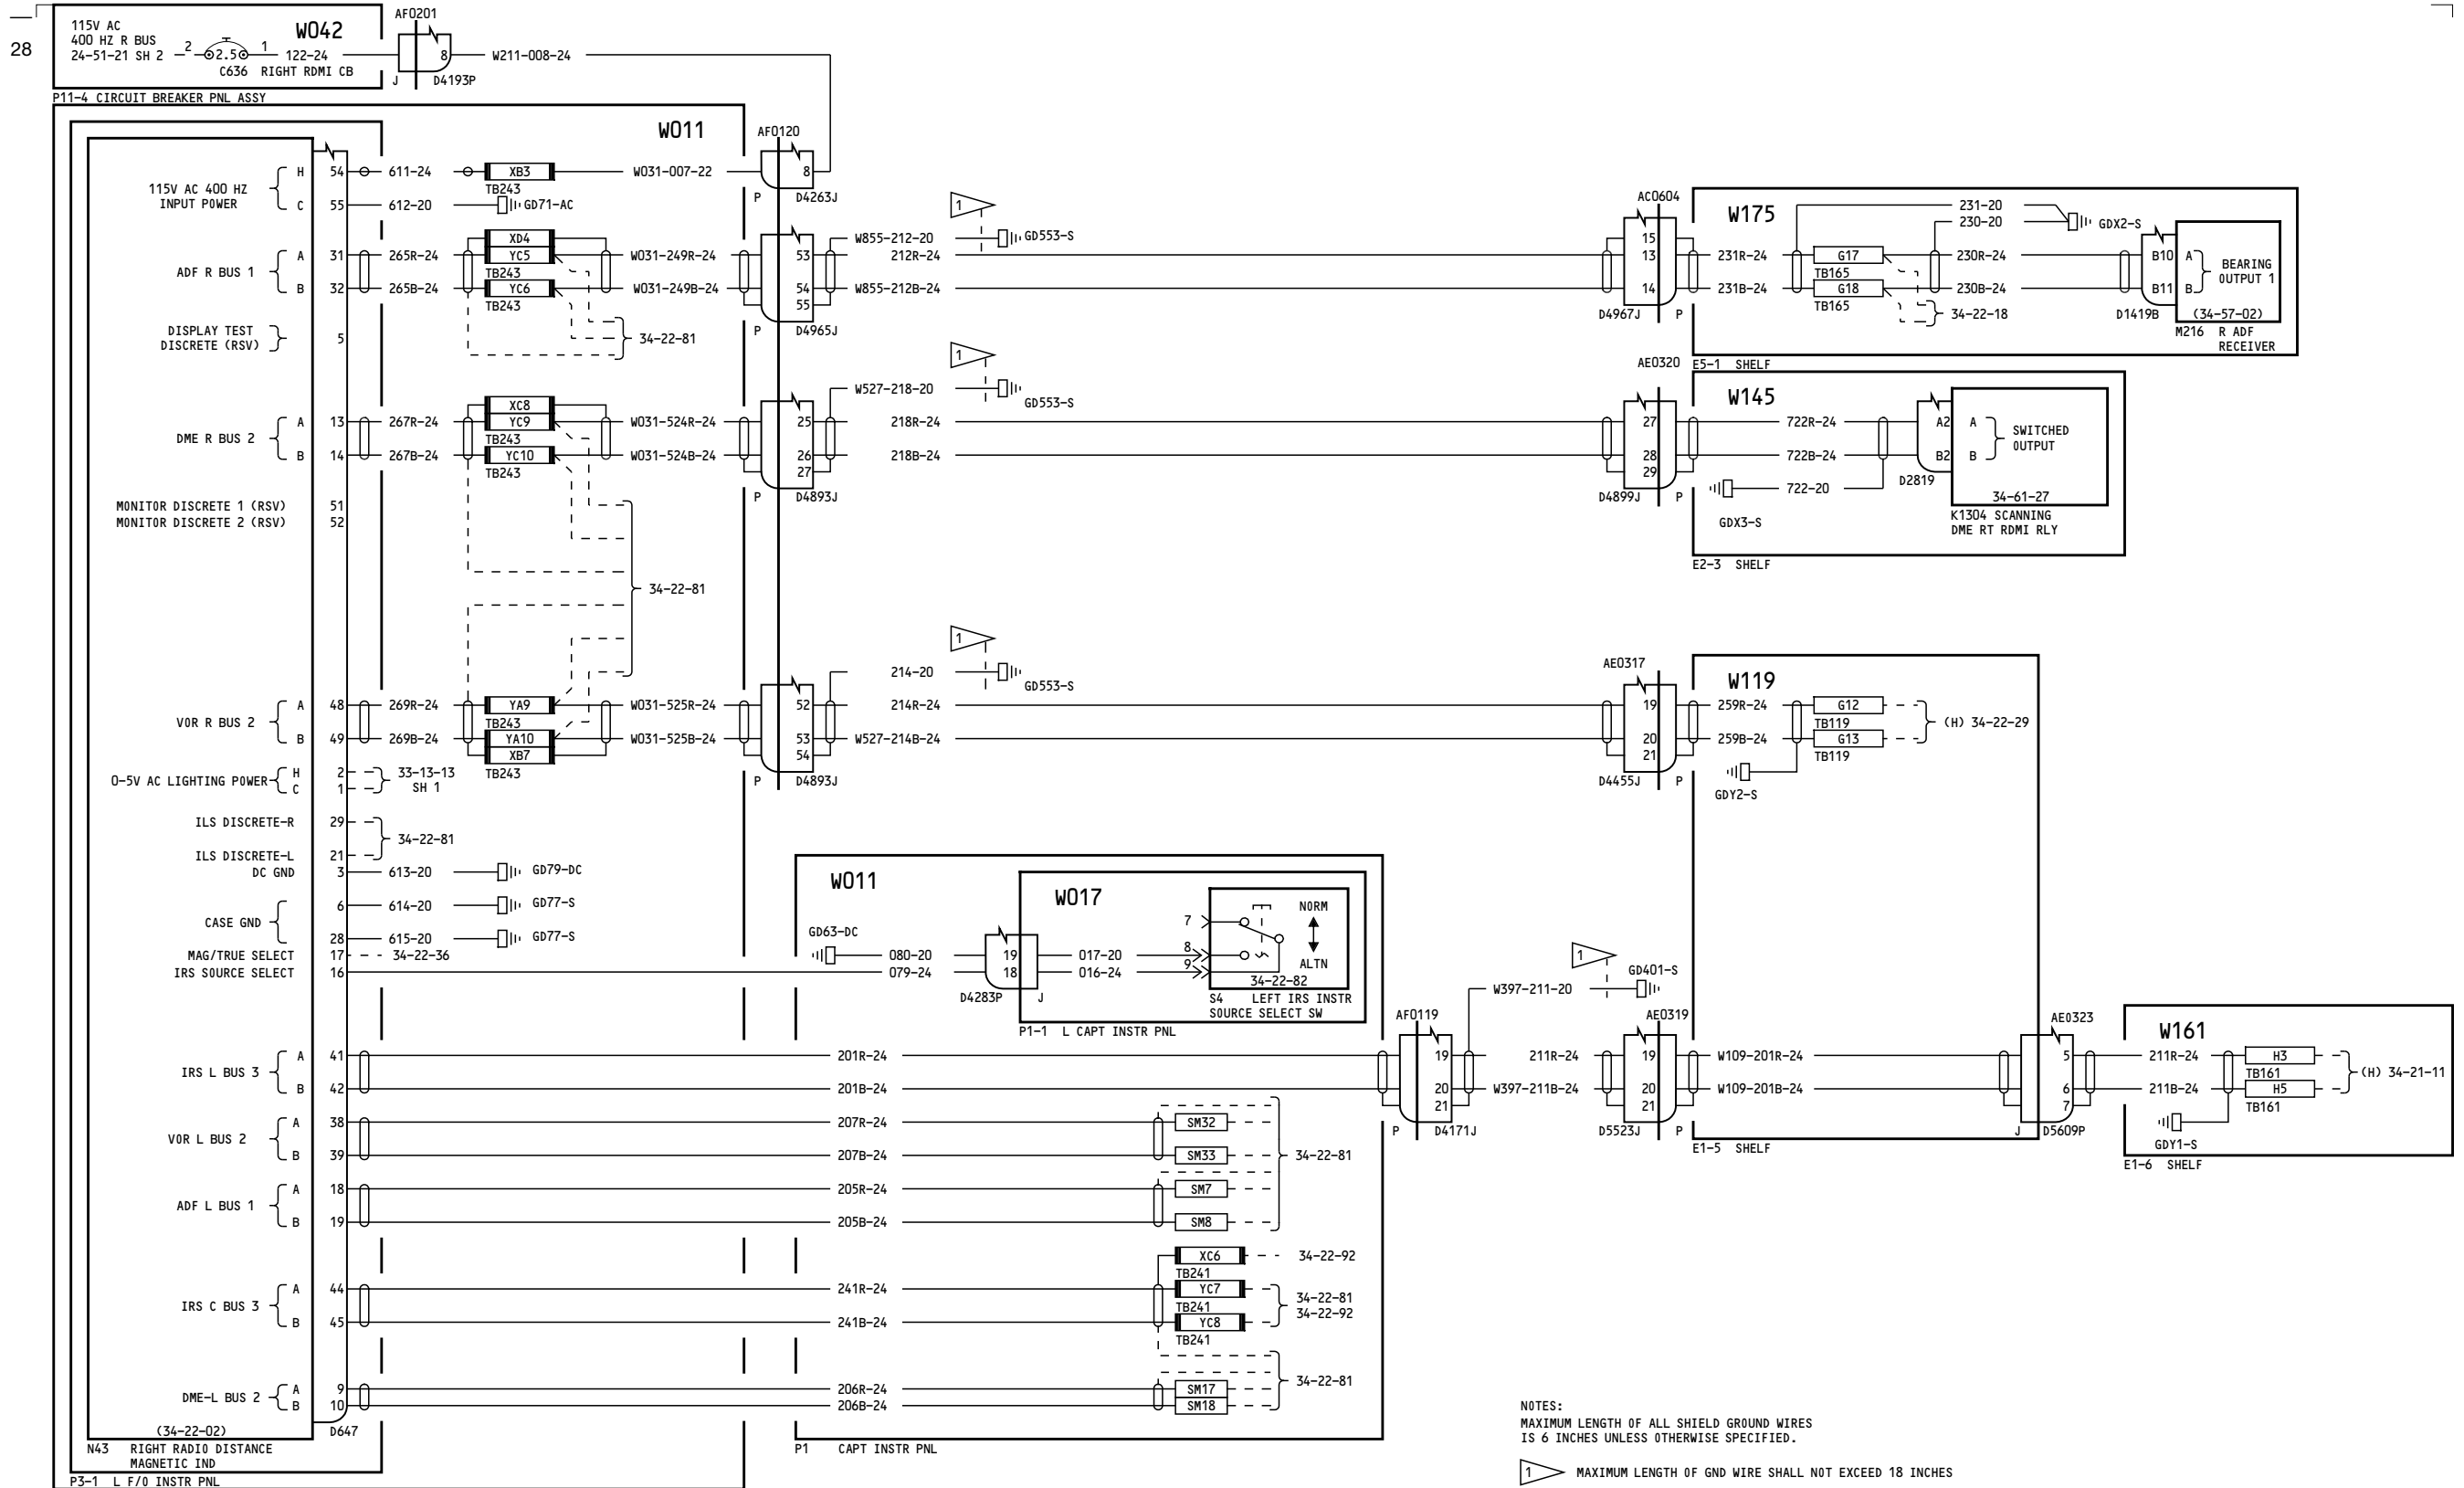 28
115V AC
400 HZ R BUS
24-51-21 SH 2
2
2.5
1
C636
W042
122-24
RIGHT RDMI CB
P11-4 CIRCUIT BREAKER PNL ASSY
AF0201
8
J
D4193P
W211-008-24
W011
AF0120
115V AC 400 HZ
INPUT POWER
H
54
611-24
XB3
TB243
W031-007-22
8
P
D4263J
C
55
612-20
GD71-AC
ADF R BUS 1
A
31
265R-24
XD4
YC5
TB243
W031-249R-24
53
B
32
265B-24
YC6
TB243
W031-249B-24
54
55
P
D4965J
34-22-81
W855-212-20
1
GD553-S
212R-24
W855-212B-24
AC0604
15
13
14
D4967J
P
W175
231-20
230-20
GDX2-S
231R-24
G17
TB165
230R-24
B10
A
BEARING
OUTPUT 1
231B-24
G18
TB165
230B-24
B11
B
34-22-18
D1419B
(34-57-02)
M216 R ADF
RECEIVER
E5-1 SHELF
DISPLAY TEST
DISCRETE (RSV)
5
DME R BUS 2
A
13
267R-24
XC8
YC9
TB243
W031-524R-24
25
B
14
267B-24
YC10
TB243
W031-524B-24
26
27
P
D4893J
W527-218-20
1
GD553-S
218R-24
218B-24
AE0320
27
28
29
D4899J
P
W145
722R-24
A2
A
SWITCHED
OUTPUT
722B-24
B2
B
722-20
GDX3-S
D2819
34-61-27
K1304 SCANNING
DME RT RDMI RLY
E2-3 SHELF
MONITOR DISCRETE 1 (RSV)
51
MONITOR DISCRETE 2 (RSV)
52
34-22-81
VOR R BUS 2
A
48
269R-24
YA9
TB243
W031-525R-24
52
B
49
269B-24
YA10
XB7
TB243
W031-525B-24
53
54
P
D4893J
214-20
1
GD553-S
214R-24
W527-214B-24
AE0317
19
20
21
D4455J
P
W119
259R-24
G12
TB119
259B-24
G13
TB119
(H) 34-22-29
GDY2-S
0-5V AC LIGHTING POWER
H
2
C
1
33-13-13
SH 1
ILS DISCRETE-R
29
ILS DISCRETE-L
21
34-22-81
DC GND
3
613-20
GD79-DC
CASE GND
6
614-20
GD77-S
28
615-20
GD77-S
MAG/TRUE SELECT
17
34-22-36
IRS SOURCE SELECT
16
W011
GD63-DC
080-20
079-24
19
18
D4283P
J
W017
017-20
016-24
7
8
9
NORM
ALTN
34-22-82
S4 LEFT IRS INSTR
SOURCE SELECT SW
P1-1 L CAPT INSTR PNL
IRS L BUS 3
A
41
201R-24
B
42
201B-24
AF0119
19
20
21
P
D4171J
W397-211-20
1
GD401-S
211R-24
W397-211B-24
AE0319
19
20
21
D5523J
P
W109-201R-24
W109-201B-24
E1-5 SHELF
AE0323
5
6
7
J
D5609P
W161
211R-24
H3
TB161
211B-24
H5
TB161
(H) 34-21-11
GDY1-S
E1-6 SHELF
VOR L BUS 2
A
38
207R-24
SM32
B
39
207B-24
SM33
34-22-81
ADF L BUS 1
A
18
205R-24
SM7
B
19
205B-24
SM8
XC6
TB241
34-22-92
IRS C BUS 3
A
44
241R-24
YC7
TB241
B
45
241B-24
YC8
TB241
34-22-81
34-22-92
DME-L BUS 2
A
9
206R-24
SM17
B
10
206B-24
SM18
34-22-81
(34-22-02)
D647
N43 RIGHT RADIO DISTANCE
MAGNETIC IND
P3-1 L F/O INSTR PNL
P1 CAPT INSTR PNL
NOTES:
MAXIMUM LENGTH OF ALL SHIELD GROUND WIRES
IS 6 INCHES UNLESS OTHERWISE SPECIFIED.
1 MAXIMUM LENGTH OF GND WIRE SHALL NOT EXCEED 18 INCHES